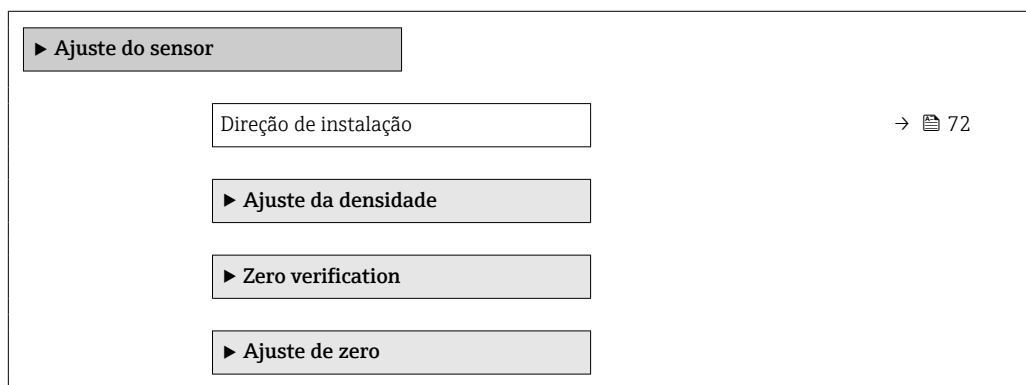 ▶ Ajuste do sensor
Direção de instalação → 72
▶ Ajuste da densidade
▶ Zero verification
▶ Ajuste de zero